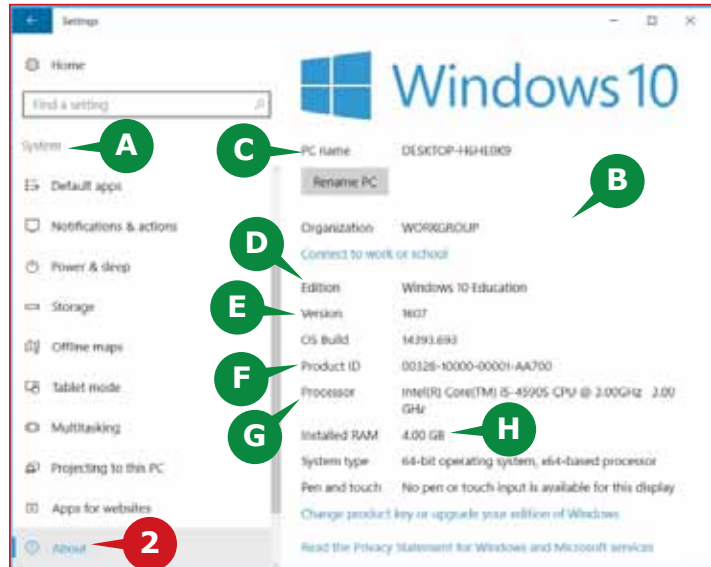 Settings
Home
Find a setting
System
A
Default apps
Notifications & actions
Power & sleep
Storage
Offline maps
Tablet mode
Multitasking
Projecting to this PC
Apps for websites
About
2
Windows 10
C
PC name
Rename PC
B
Organization WORKGROUP
Connect to work or school
D
Edition Windows 10 Education
E
Version 1607
OS Build 14393.693
F
Product ID 00328-10000-00001-AA700
G
Processor Intel(R) Core(TM) i5-4590S CPU @ 3.00GHz 3.00
GHz
Installed RAM 4.00 GB
H
System type 64-bit operating system, x64-based processor
Pen and touch No pen or touch input is available for this display
Change product key or upgrade your edition of Windows
Read the Privacy Statement for Windows and Microsoft services